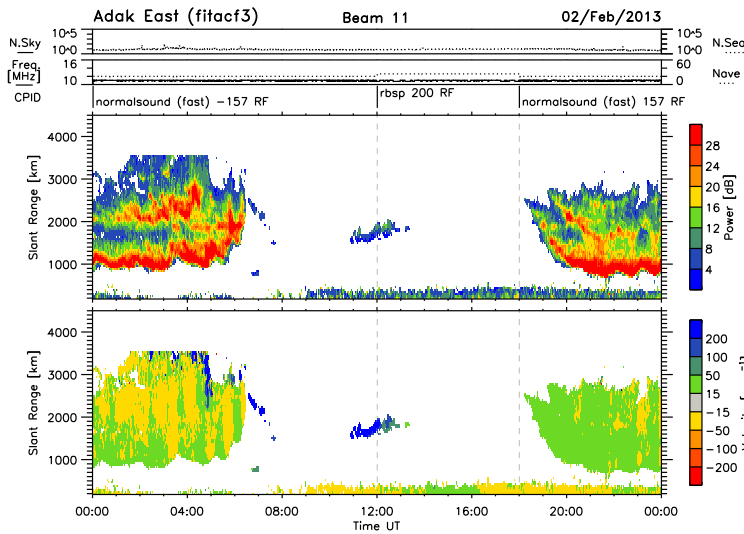 Adak East (fitacf3) Beam 11 02/Feb/2013
N.Sky 10^5 10^0 10^5 10^0 N.Sea
Freq. [MHz] 16 10 60 0 Nave
CPID normalsound (fast) -157 RF rbsp 200 RF normalsound (fast) 157 RF
Slant Range [km]
4000
3000
2000
1000
Power [dB]
28
24
20
16
12
8
4
Slant Range [km]
4000
3000
2000
1000
200
100
50
15
-15
-50
-100
-200
00:00 04:00 08:00 12:00 16:00 20:00 00:00
Time UT